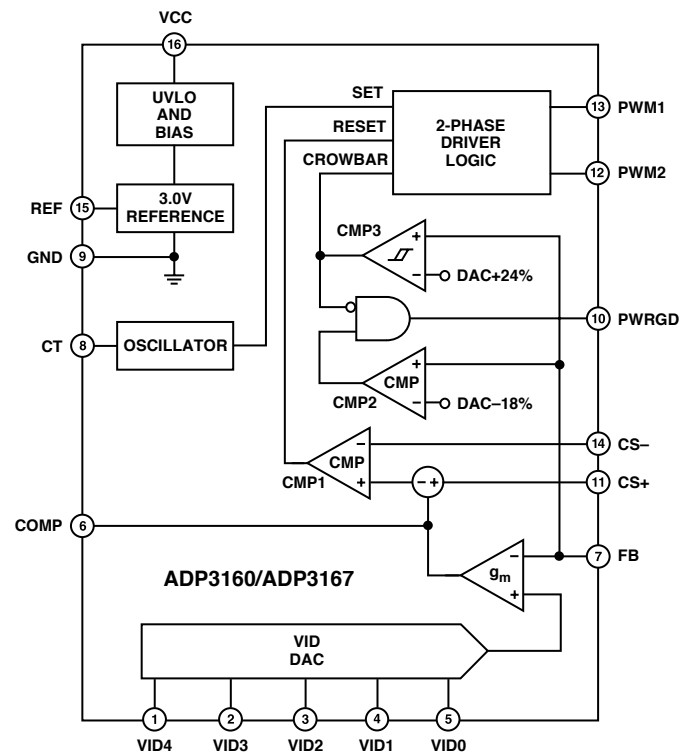 VCC
16
UVLO
AND
BIAS
SET
RESET
CROWBAR
2-PHASE
DRIVER
LOGIC
13 PWM1
12 PWM2
REF 15
3.0V
REFERENCE
GND 9
CMP3
+
–
DAC+24%
CT 8
OSCILLATOR
10 PWRGD
CMP
+
–
CMP2
DAC–18%
14 CS–
–
CMP
+
CMP1
– +
11 CS+
COMP 6
–
gm
+
7 FB
ADP3160/ADP3167
VID
DAC
1 2 3 4 5
VID4 VID3 VID2 VID1 VID0